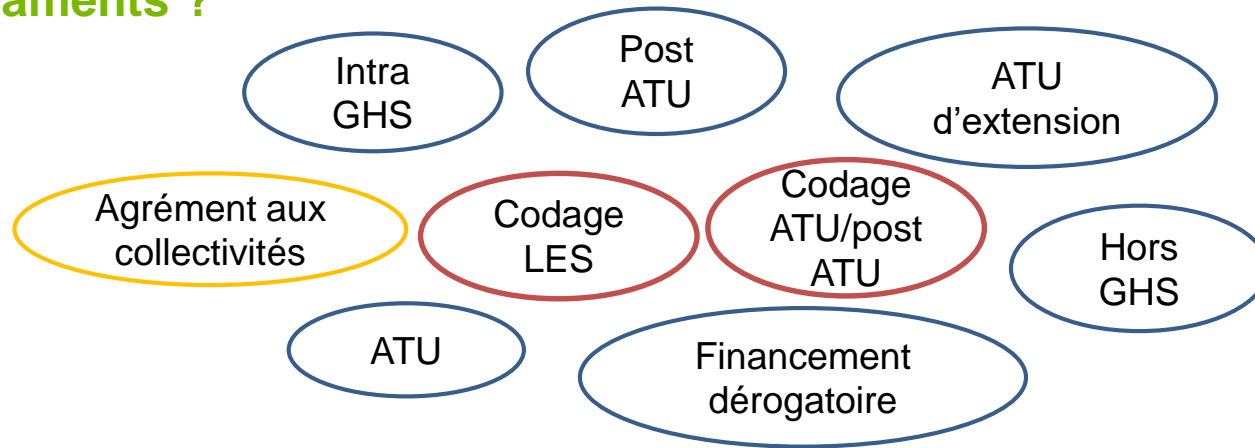 aments ?
Intra
GHS
Post
ATU
ATU
d'extension
Agrément aux
collectivités
Codage
LES
Codage
ATU/post
ATU
Hors
GHS
ATU
Financement
dérogatoire